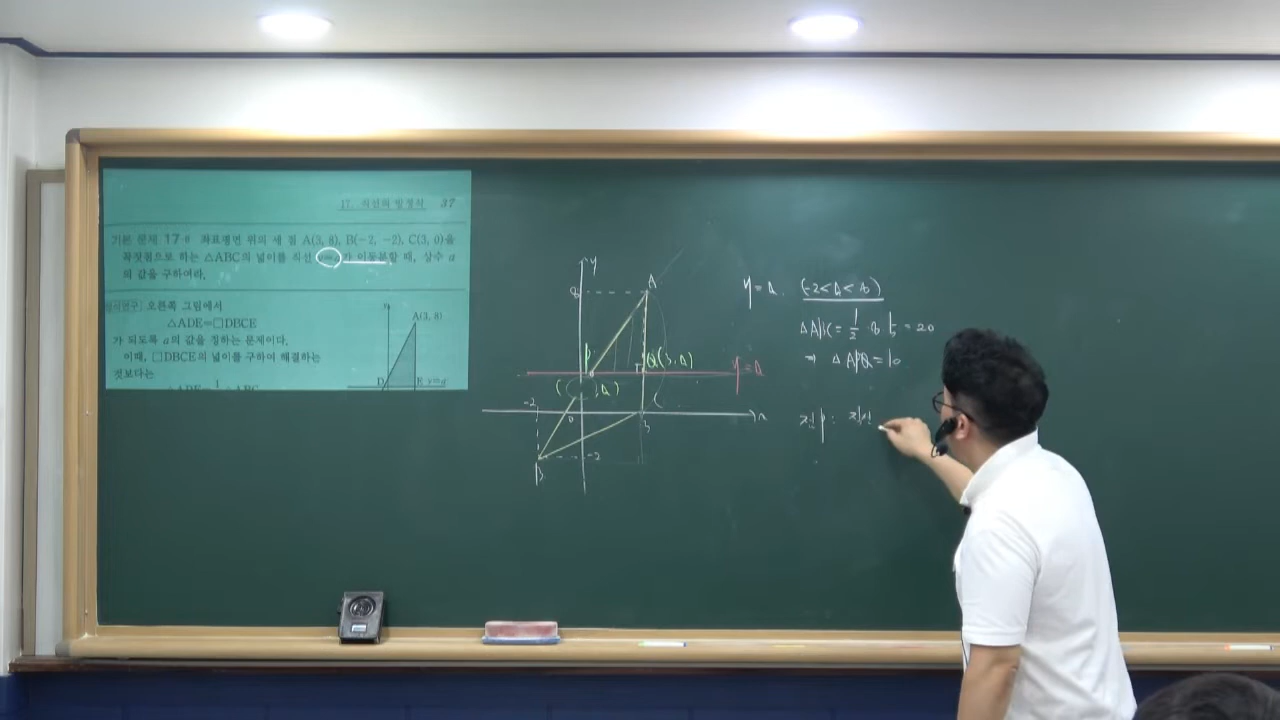 17. 직선의 방정식 37
기본 문제 17·8 좌표평면 위의 세 점 A(3, 8), B(-2, -2), C(3, 0)을
꼭짓점으로 하는 △ABC의 넓이를 직선 y=a가 이등분할 때, 상수 a
의 값을 구하여라.
오른쪽 그림에서
△ADE=□DBCE
가 되도록 a의 값을 정하는 문제이다.
이때, □DBCE의 넓이를 구하여 해결하는
것보다는
A(3, 8)
D
E
y
8
A
P
Q(3, a)
y=a
( , a)
C
-2
0
3
x
B
-2
y=a. (-2<a<8)
△ABC = 1/2 · 8 · 5 = 20
⇒ △APQ = 10
점 P : 직선